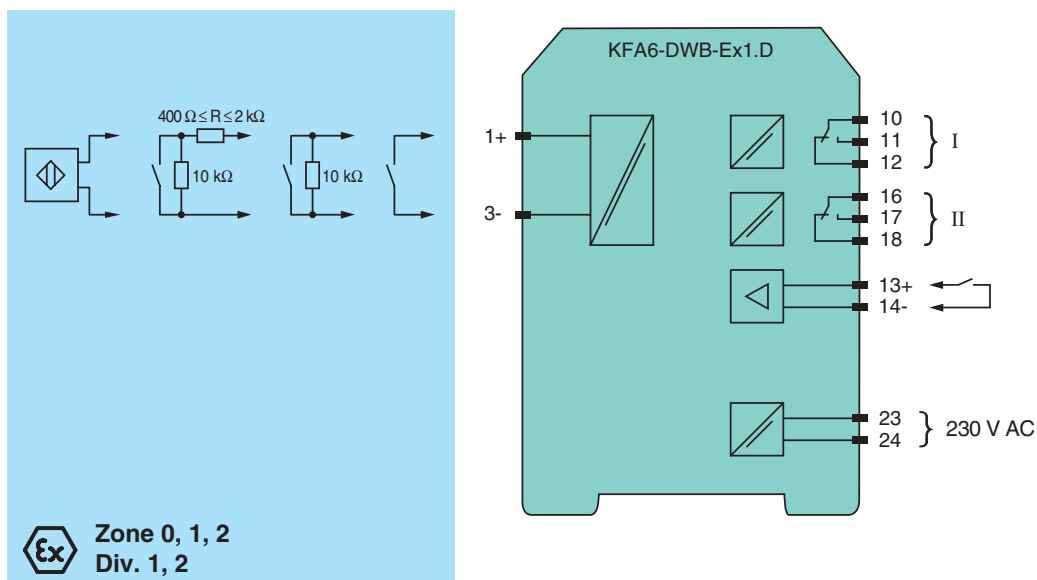 KFA6-DWB-Ex1.D
400 Ω ≤ R ≤ 2 kΩ
10 kΩ
10 kΩ
1+
3-
10
11
12
I
16
17
18
II
13+
14-
23
24
230 V AC
Ex
Zone 0, 1, 2
Div. 1, 2